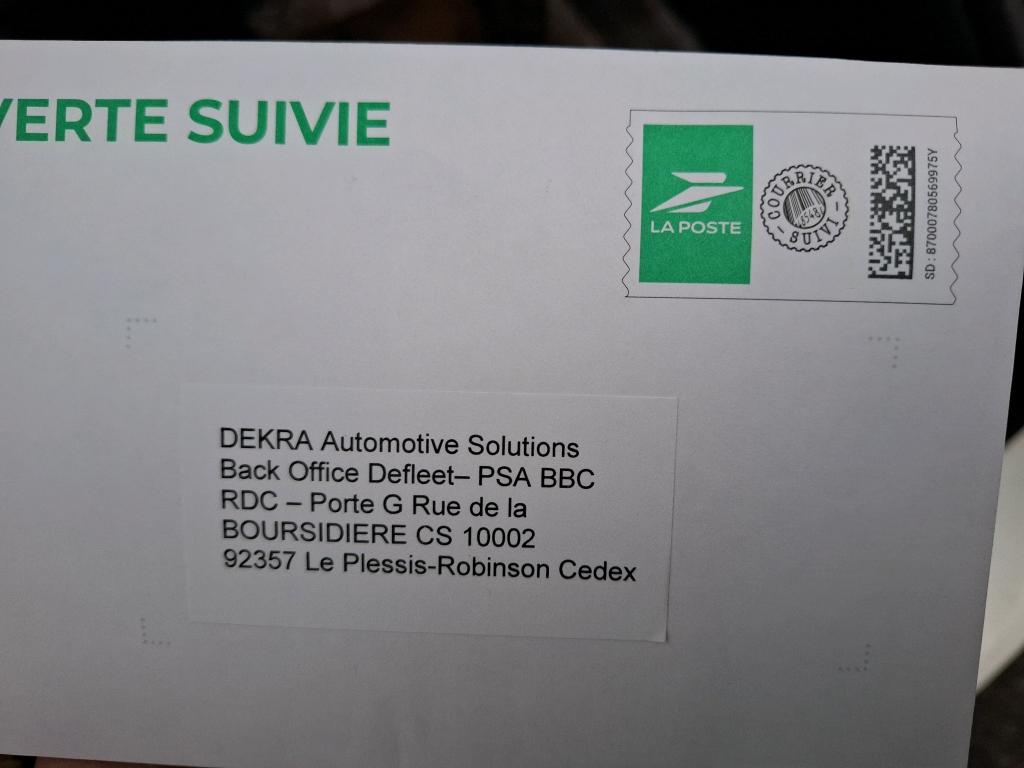 VERTE SUIVIE
LA POSTE
COURRIER
SUIVI
SD : 87000780569975Y
DEKRA Automotive Solutions
Back Office Defleet– PSA BBC
RDC – Porte G Rue de la
BOURSIDIERE CS 10002
92357 Le Plessis-Robinson Cedex